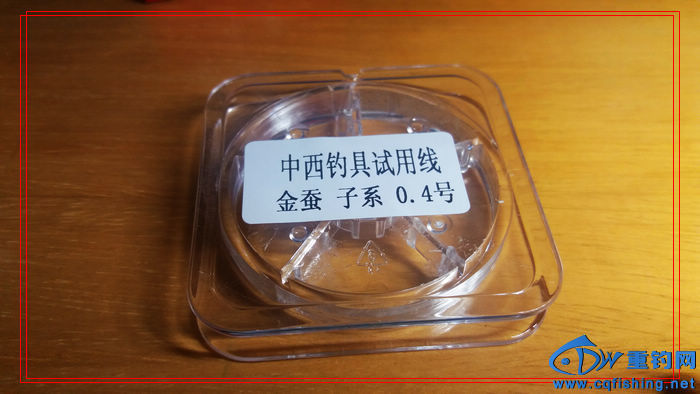 中西钓具试用线
金蚕 子系 0.4号
重钓网
www.cqfishing.net